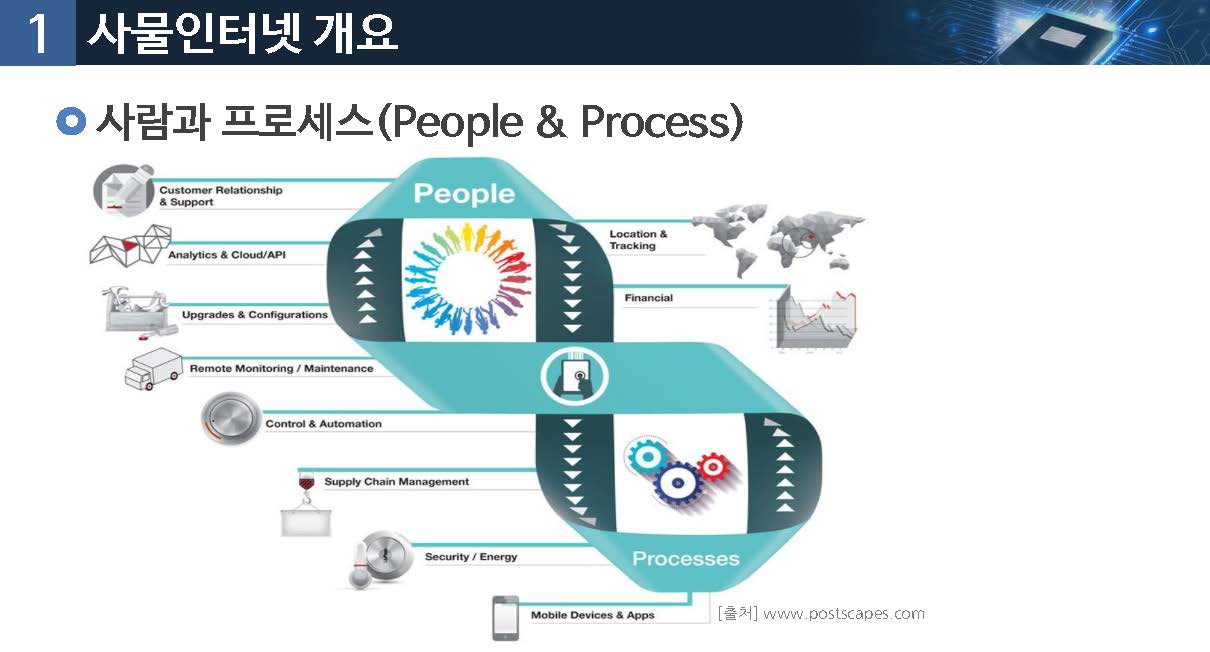 1 사물인터넷 개요
사람과 프로세스(People & Process)
People
Customer Relationship
& Support
Analytics & Cloud/API
Upgrades & Configurations
Remote Monitoring / Maintenance
Control & Automation
Supply Chain Management
Security / Energy
Mobile Devices & Apps
Location &
Tracking
Financial
Processes
[출처] www.postscapes.com